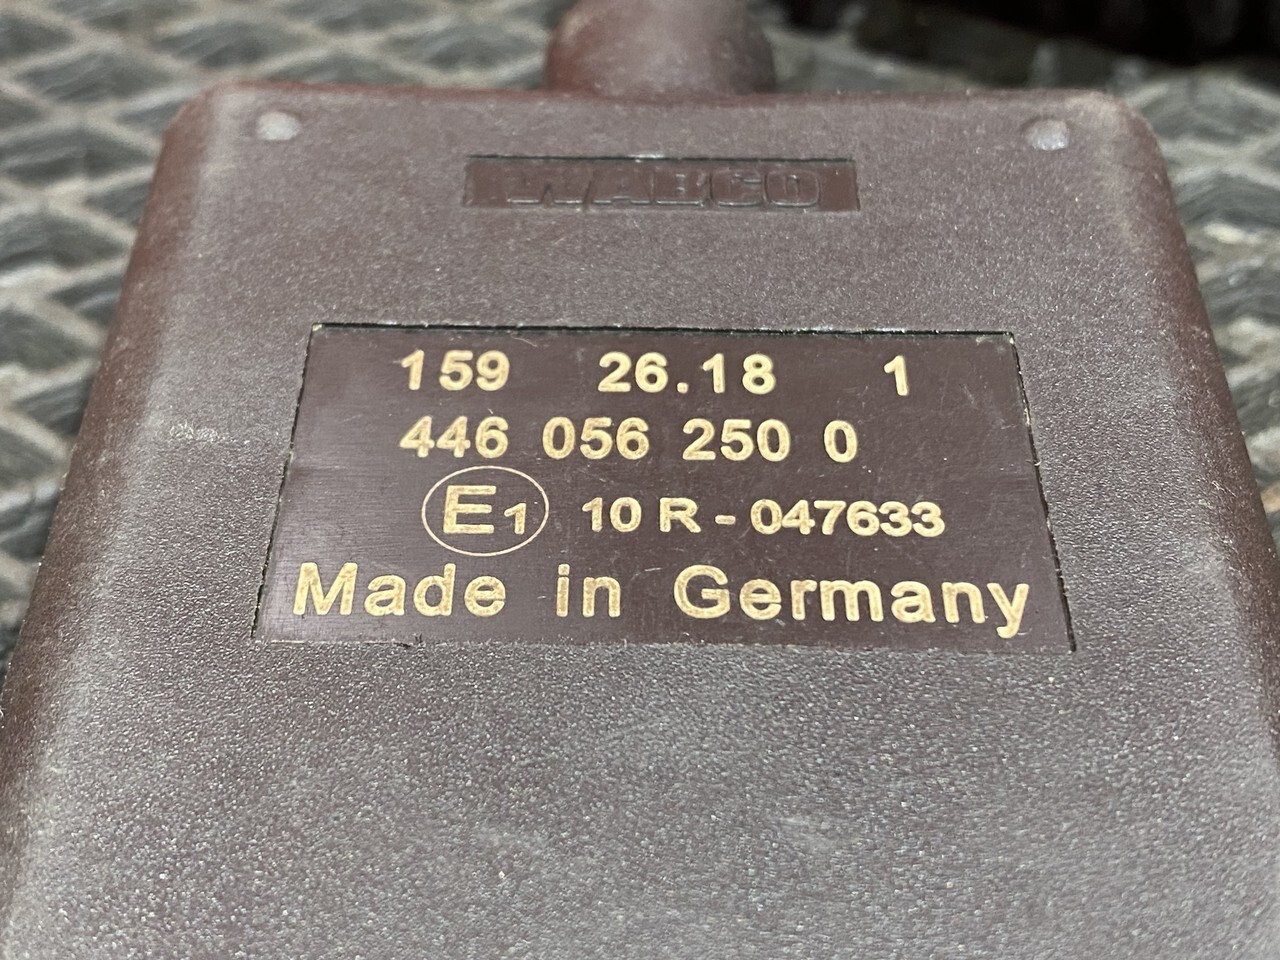 WABCO
159 26.18 1
446 056 250 0
E1 10 R - 047633
Made in Germany